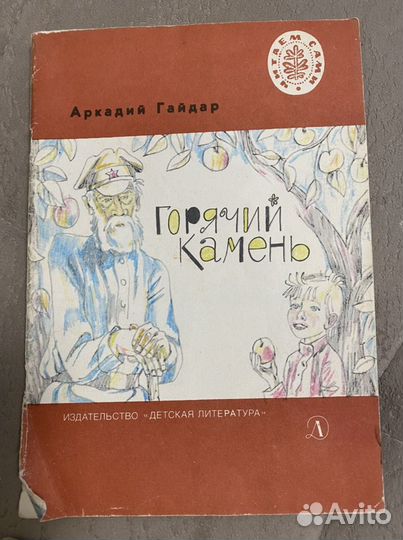 ЧИТАЕМ САМИ
Аркадий Гайдар
ГОРЯЧИЙ
КАМЕНЬ
ИЗДАТЕЛЬСТВО «ДЕТСКАЯ ЛИТЕРАТУРА»
Д
Avito